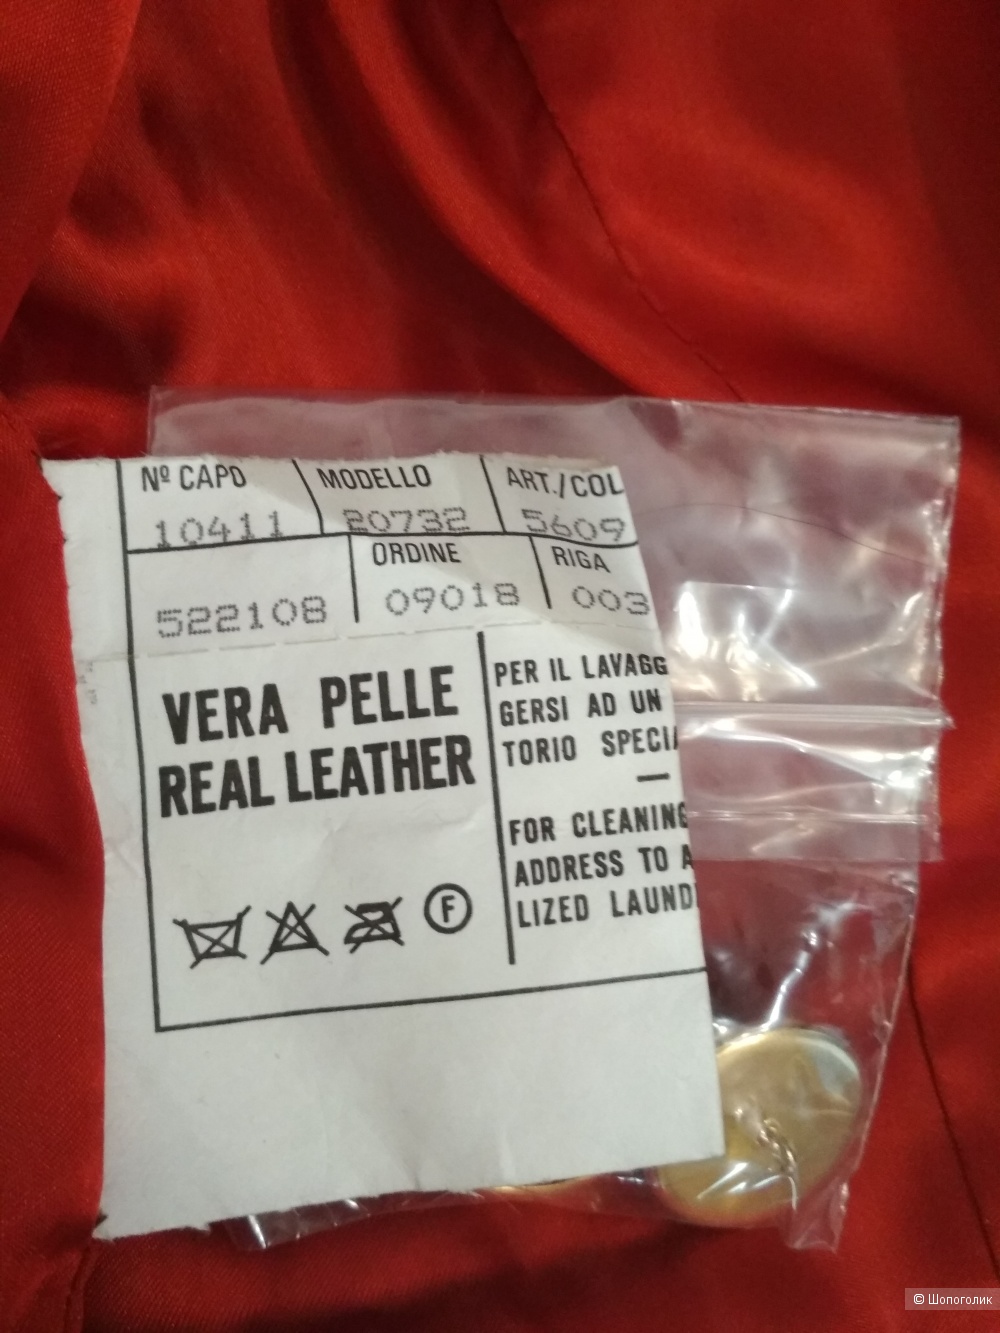 Nº CAPO MODELLO ART./COL
10411 20732 5609
ORDINE RIGA
522108 09018 003
VERA PELLE
REAL LEATHER
F
PER IL LAVAGG
GERSI AD UN
TORIO SPECIA
—
FOR CLEANING
ADDRESS TO A
LIZED LAUND
© Шопоголик